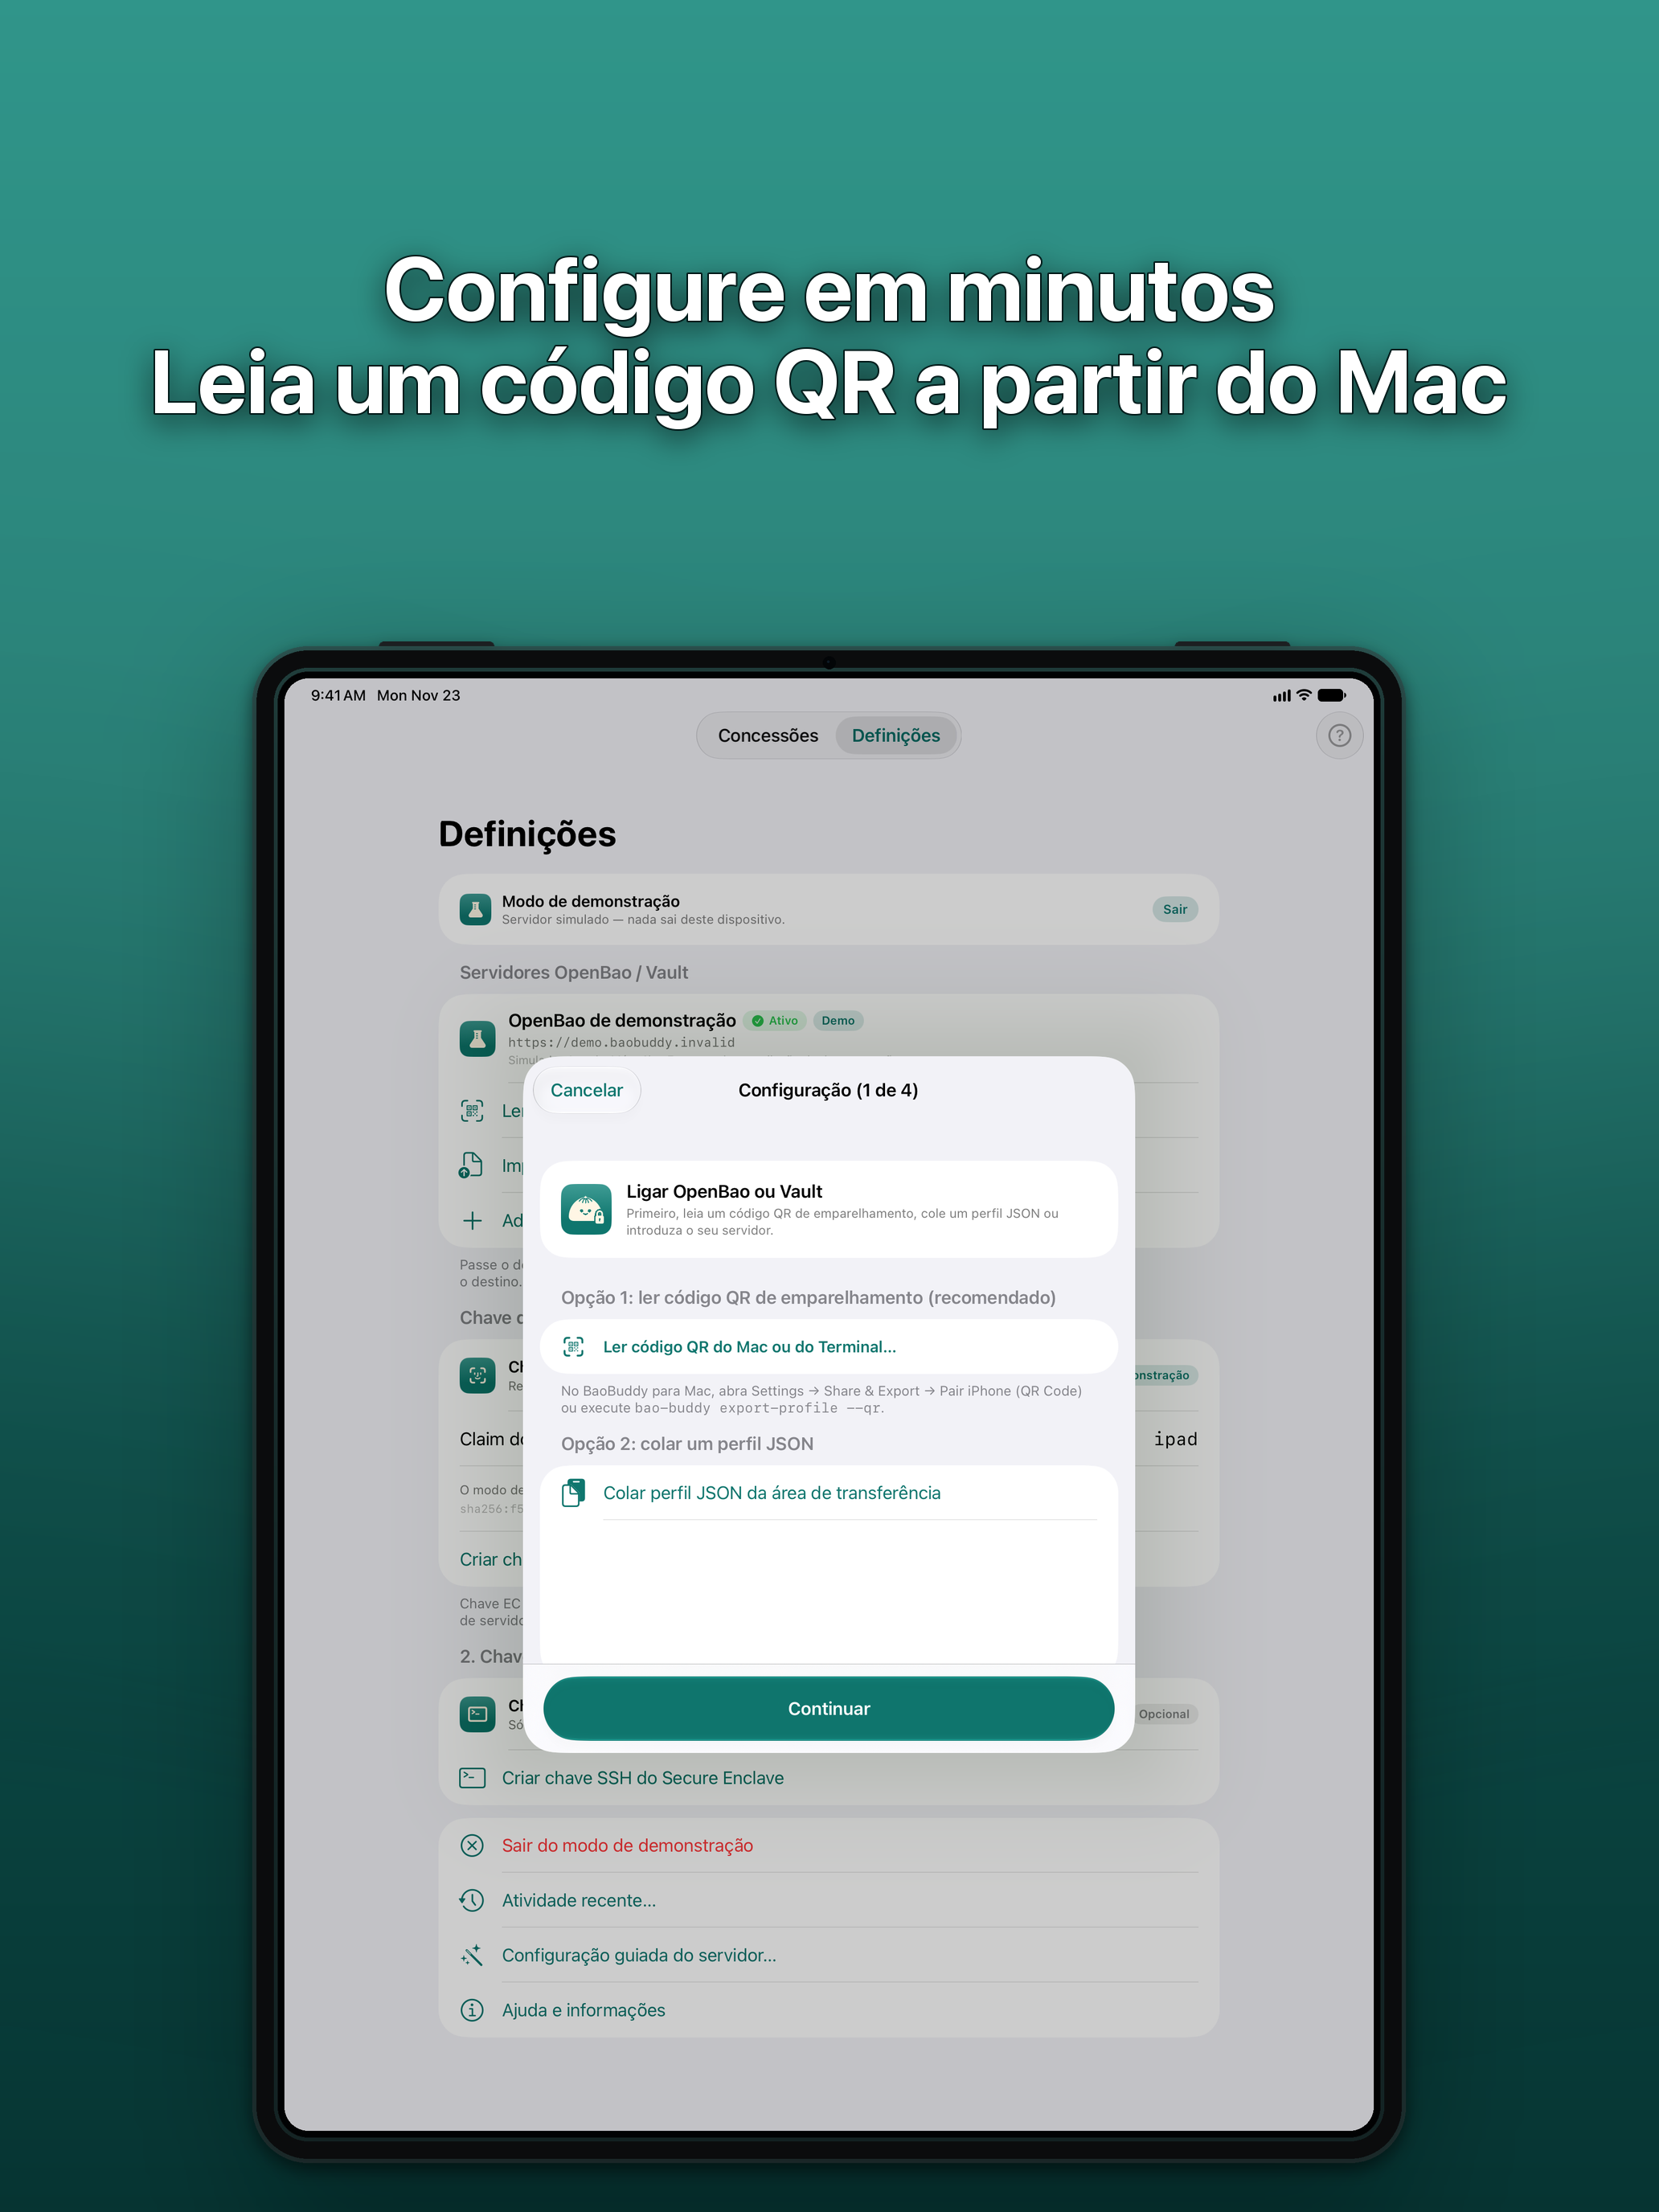 Configure em minutos
Leia um código QR a partir do Mac
9:41 AM Mon Nov 23
Concessões Definições
Definições
Modo de demonstração
Servidor simulado — nada sai deste dispositivo.
Sair
Servidores OpenBao / Vault
OpenBao de demonstração Ativo Demo
https://demo.baobuddy.invalid
Cancelar
Configuração (1 de 4)
Ligar OpenBao ou Vault
Primeiro, leia um código QR de emparelhamento, cole um perfil JSON ou
introduza o seu servidor.
Opção 1: ler código QR de emparelhamento (recomendado)
Ler código QR do Mac ou do Terminal...
No BaoBuddy para Mac, abra Settings → Share & Export → Pair iPhone (QR Code)
ou execute bao-buddy export-profile --qr.
Opção 2: colar um perfil JSON
Colar perfil JSON da área de transferência
Continuar
Passe o
o destino.
Chave
Claim
ipad
O modo de
sha256:f5
Criar
Chave EC
de
2.
Opcional
Só
Criar chave SSH do Secure Enclave
Sair do modo de demonstração
Atividade recente...
Configuração guiada do servidor...
Ajuda e informações